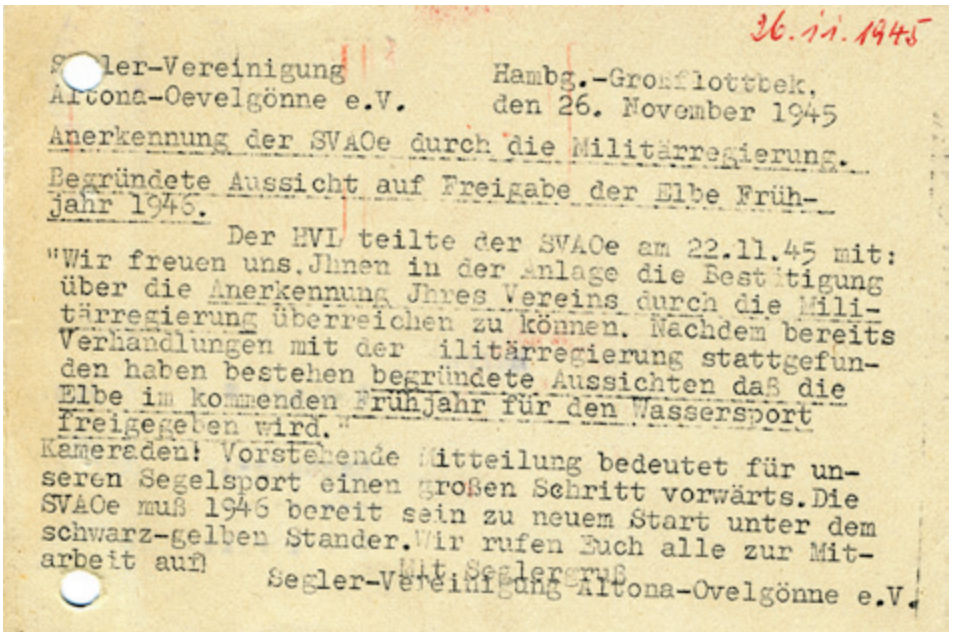 26.11.1945
Segler-Vereinigung
Altona-Oevelgönne e.V.
Hambg.-Großflottbek,
den 26. November 1945
Anerkennung der SVAOe durch die Militärregierung.
Begründete Aussicht auf Freigabe der Elbe Früh-
jahr 1946.
Der HVL teilte der SVAOe am 22.11.45 mit:
"Wir freuen uns,Jhnen in der Anlage die Bestätigung
über die Anerkennung Jhres Vereins durch die Mili-
tärregierung überreichen zu können. Nachdem bereits
Verhandlungen mit der Militärregierung stattgefun-
den haben bestehen begründete Aussichten daß die
Elbe im kommenden Frühjahr für den Wassersport
freigegeben wird."
Kameraden! Vorstehende Mitteilung bedeutet für un-
seren Segelsport einen großen Schritt vorwärts.Die
SVAOe muß 1946 bereit sein zu neuem Start unter dem
schwarz-gelben Stander.Wir rufen Euch alle zur Mit-
arbeit auf!
Mit Seglergruß
Segler-Vereinigung Altona-Ovelgönne e.V.